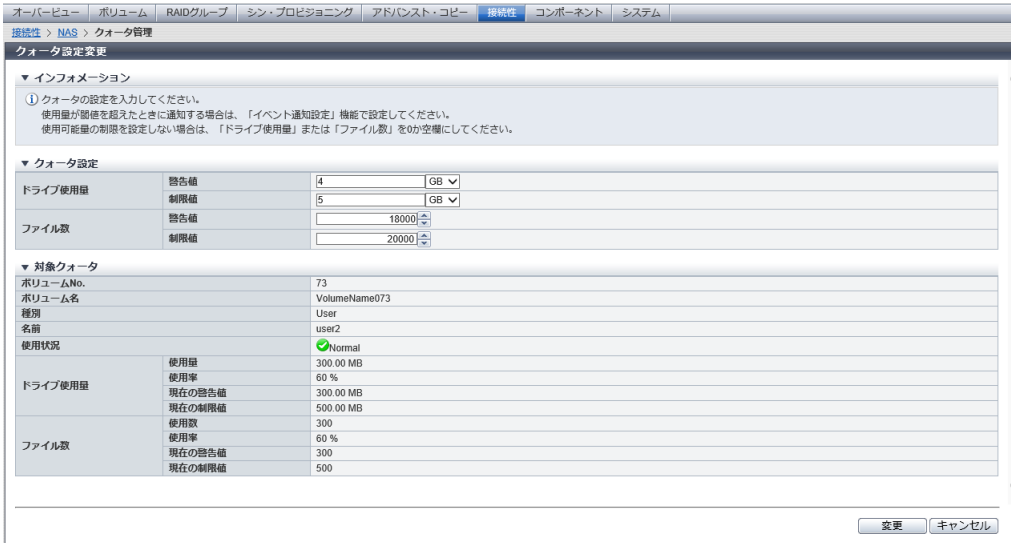 オーバービュー ボリューム RAIDグループ シン・プロビジョニング アドバンスト・コピー 接続性 コンポーネント システム
接続性 > NAS > クォータ管理
クォータ設定変更
▼ インフォメーション
クォータの設定を入力してください。
使用量が閾値を超えたときに通知する場合は、「イベント通知設定」機能で設定してください。
使用可能量の制限を設定しない場合は、「ドライブ使用量」または「ファイル数」を0か空欄にしてください。
▼ クォータ設定
ドライブ使用量 警告値 4 GB
制限値 5 GB
ファイル数 警告値 18000
制限値 20000
▼ 対象クォータ
ボリュームNo. 73
ボリューム名 VolumeName073
種別 User
名前 user2
使用状況 Normal
ドライブ使用量 使用量 300.00 MB
使用率 60 %
現在の警告値 300.00 MB
現在の制限値 500.00 MB
ファイル数 使用数 300
使用率 60 %
現在の警告値 300
現在の制限値 500
変更 キャンセル